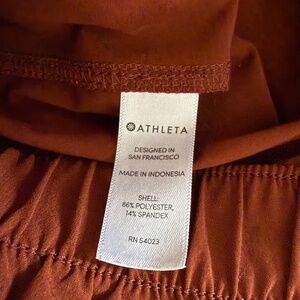 ATHLETA
DESIGNED IN
SAN FRANCISCO
MADE IN INDONESIA
SHELL:
86% POLYESTER,
14% SPANDEX
RN 54023